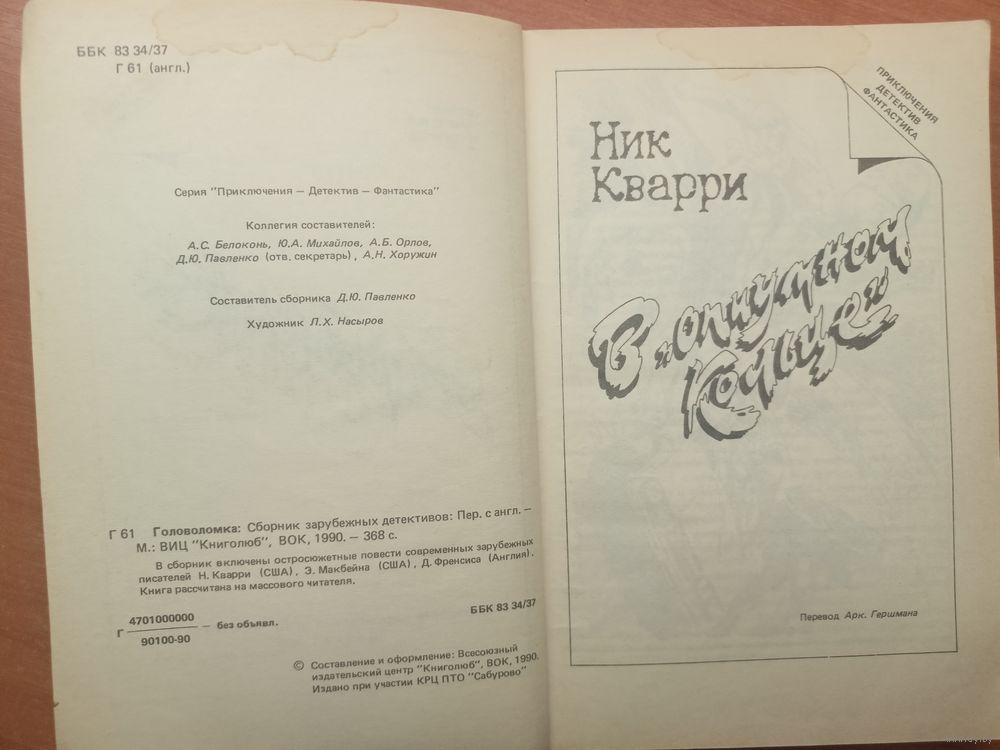 ББК 83 34/37
Г 61 (англ.)
Серия "Приключения – Детектив – Фантастика"
Коллегия составителей:
А.С. Белоконь, Ю.А. Михайлов, А.Б. Орлов,
Д.Ю. Павленко (отв. секретарь), А.Н. Хоружин
Составитель сборника Д.Ю. Павленко
Художник Л.Х. Насыров
Г 61 Головоломка: Сборник зарубежных детективов: Пер. с англ. –
М.: ВИЦ "Книголюб", ВОК, 1990. – 368 с.
В сборник включены остросюжетные повести современных зарубежных
писателей Н. Кварри (США), Э. Макбейна (США), Д. Френсиса (Англия).
Книга рассчитана на массового читателя.
Г 4701000000 – без объявл.
90100-90
ББК 83 34/37
© Составление и оформление: Всесоюзный
издательский центр "Книголюб", ВОК, 1990.
Издано при участии КРЦ ПТО "Сабурово"
ПРИКЛЮЧЕНИЯ
ДЕТЕКТИВ
ФАНТАСТИКА
Ник
Кварри
В „опиумном
Кольце"
Перевод Арк. Гершмана